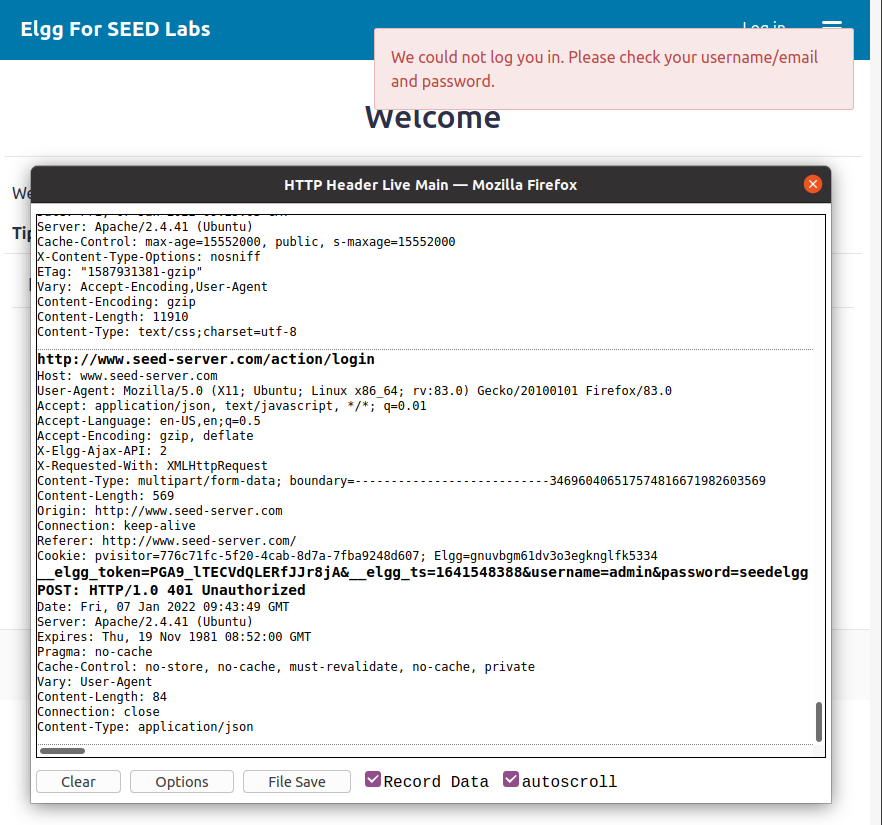 Elgg For SEED Labs
Log in
We could not log you in. Please check your username/email
and password.
Welcome
We
Tip
HTTP Header Live Main — Mozilla Firefox
Server: Apache/2.4.41 (Ubuntu)
Cache-Control: max-age=15552000, public, s-maxage=15552000
X-Content-Type-Options: nosniff
ETag: "1587931381-gzip"
Vary: Accept-Encoding,User-Agent
Content-Encoding: gzip
Content-Length: 11910
Content-Type: text/css;charset=utf-8
http://www.seed-server.com/action/login
Host: www.seed-server.com
User-Agent: Mozilla/5.0 (X11; Ubuntu; Linux x86_64; rv:83.0) Gecko/20100101 Firefox/83.0
Accept: application/json, text/javascript, */*; q=0.01
Accept-Language: en-US,en;q=0.5
Accept-Encoding: gzip, deflate
X-Elgg-Ajax-API: 2
X-Requested-With: XMLHttpRequest
Content-Type: multipart/form-data; boundary=---------------------------346960406517574816671982603569
Content-Length: 569
Origin: http://www.seed-server.com
Connection: keep-alive
Referer: http://www.seed-server.com/
Cookie: pvisitor=776c71fc-5f20-4cab-8d7a-7fba9248d607; Elgg=gnuvbgm61dv3o3egknglfk5334
__elgg_token=PGA9_lTECVdQLERfJJr8jA&__elgg_ts=1641548388&username=admin&password=seedelgg
POST: HTTP/1.0 401 Unauthorized
Date: Fri, 07 Jan 2022 09:43:49 GMT
Server: Apache/2.4.41 (Ubuntu)
Expires: Thu, 19 Nov 1981 08:52:00 GMT
Pragma: no-cache
Cache-Control: no-store, no-cache, must-revalidate, no-cache, private
Vary: User-Agent
Content-Length: 84
Connection: close
Content-Type: application/json
Clear Options File Save Record Data autoscroll